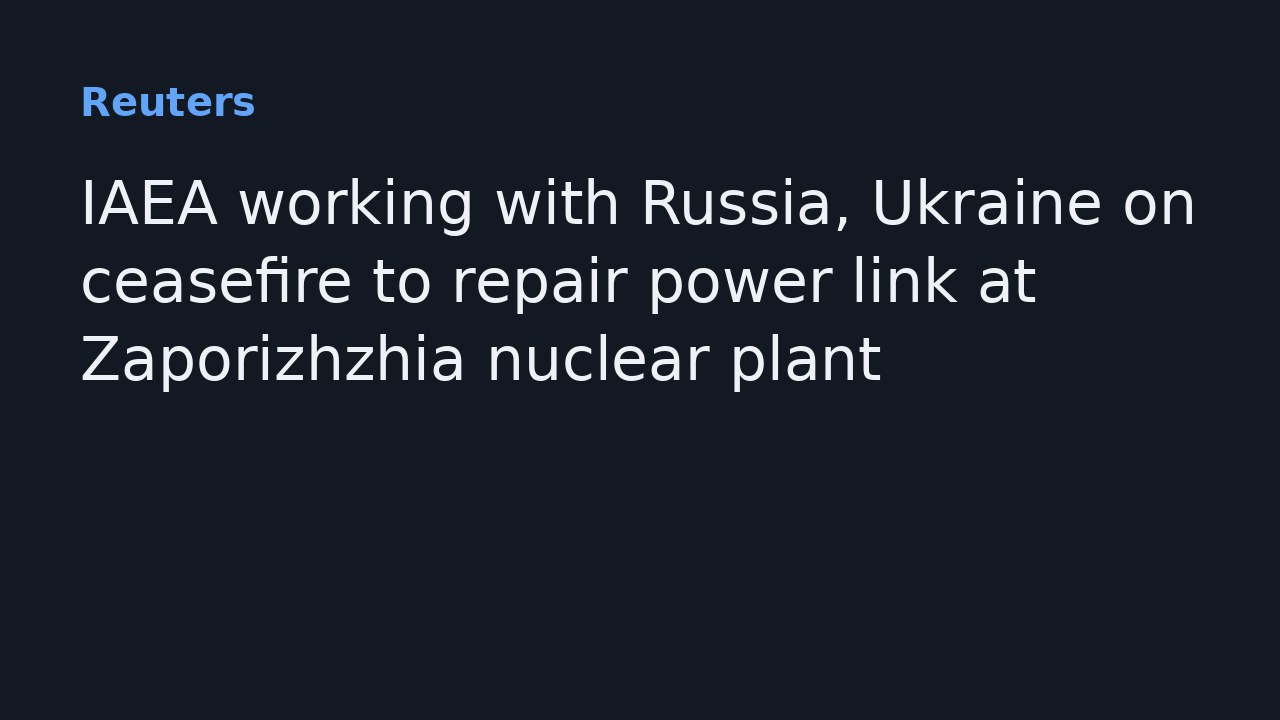 Reuters
IAEA working with Russia, Ukraine on
ceasefire to repair power link at
Zaporizhzhia nuclear plant